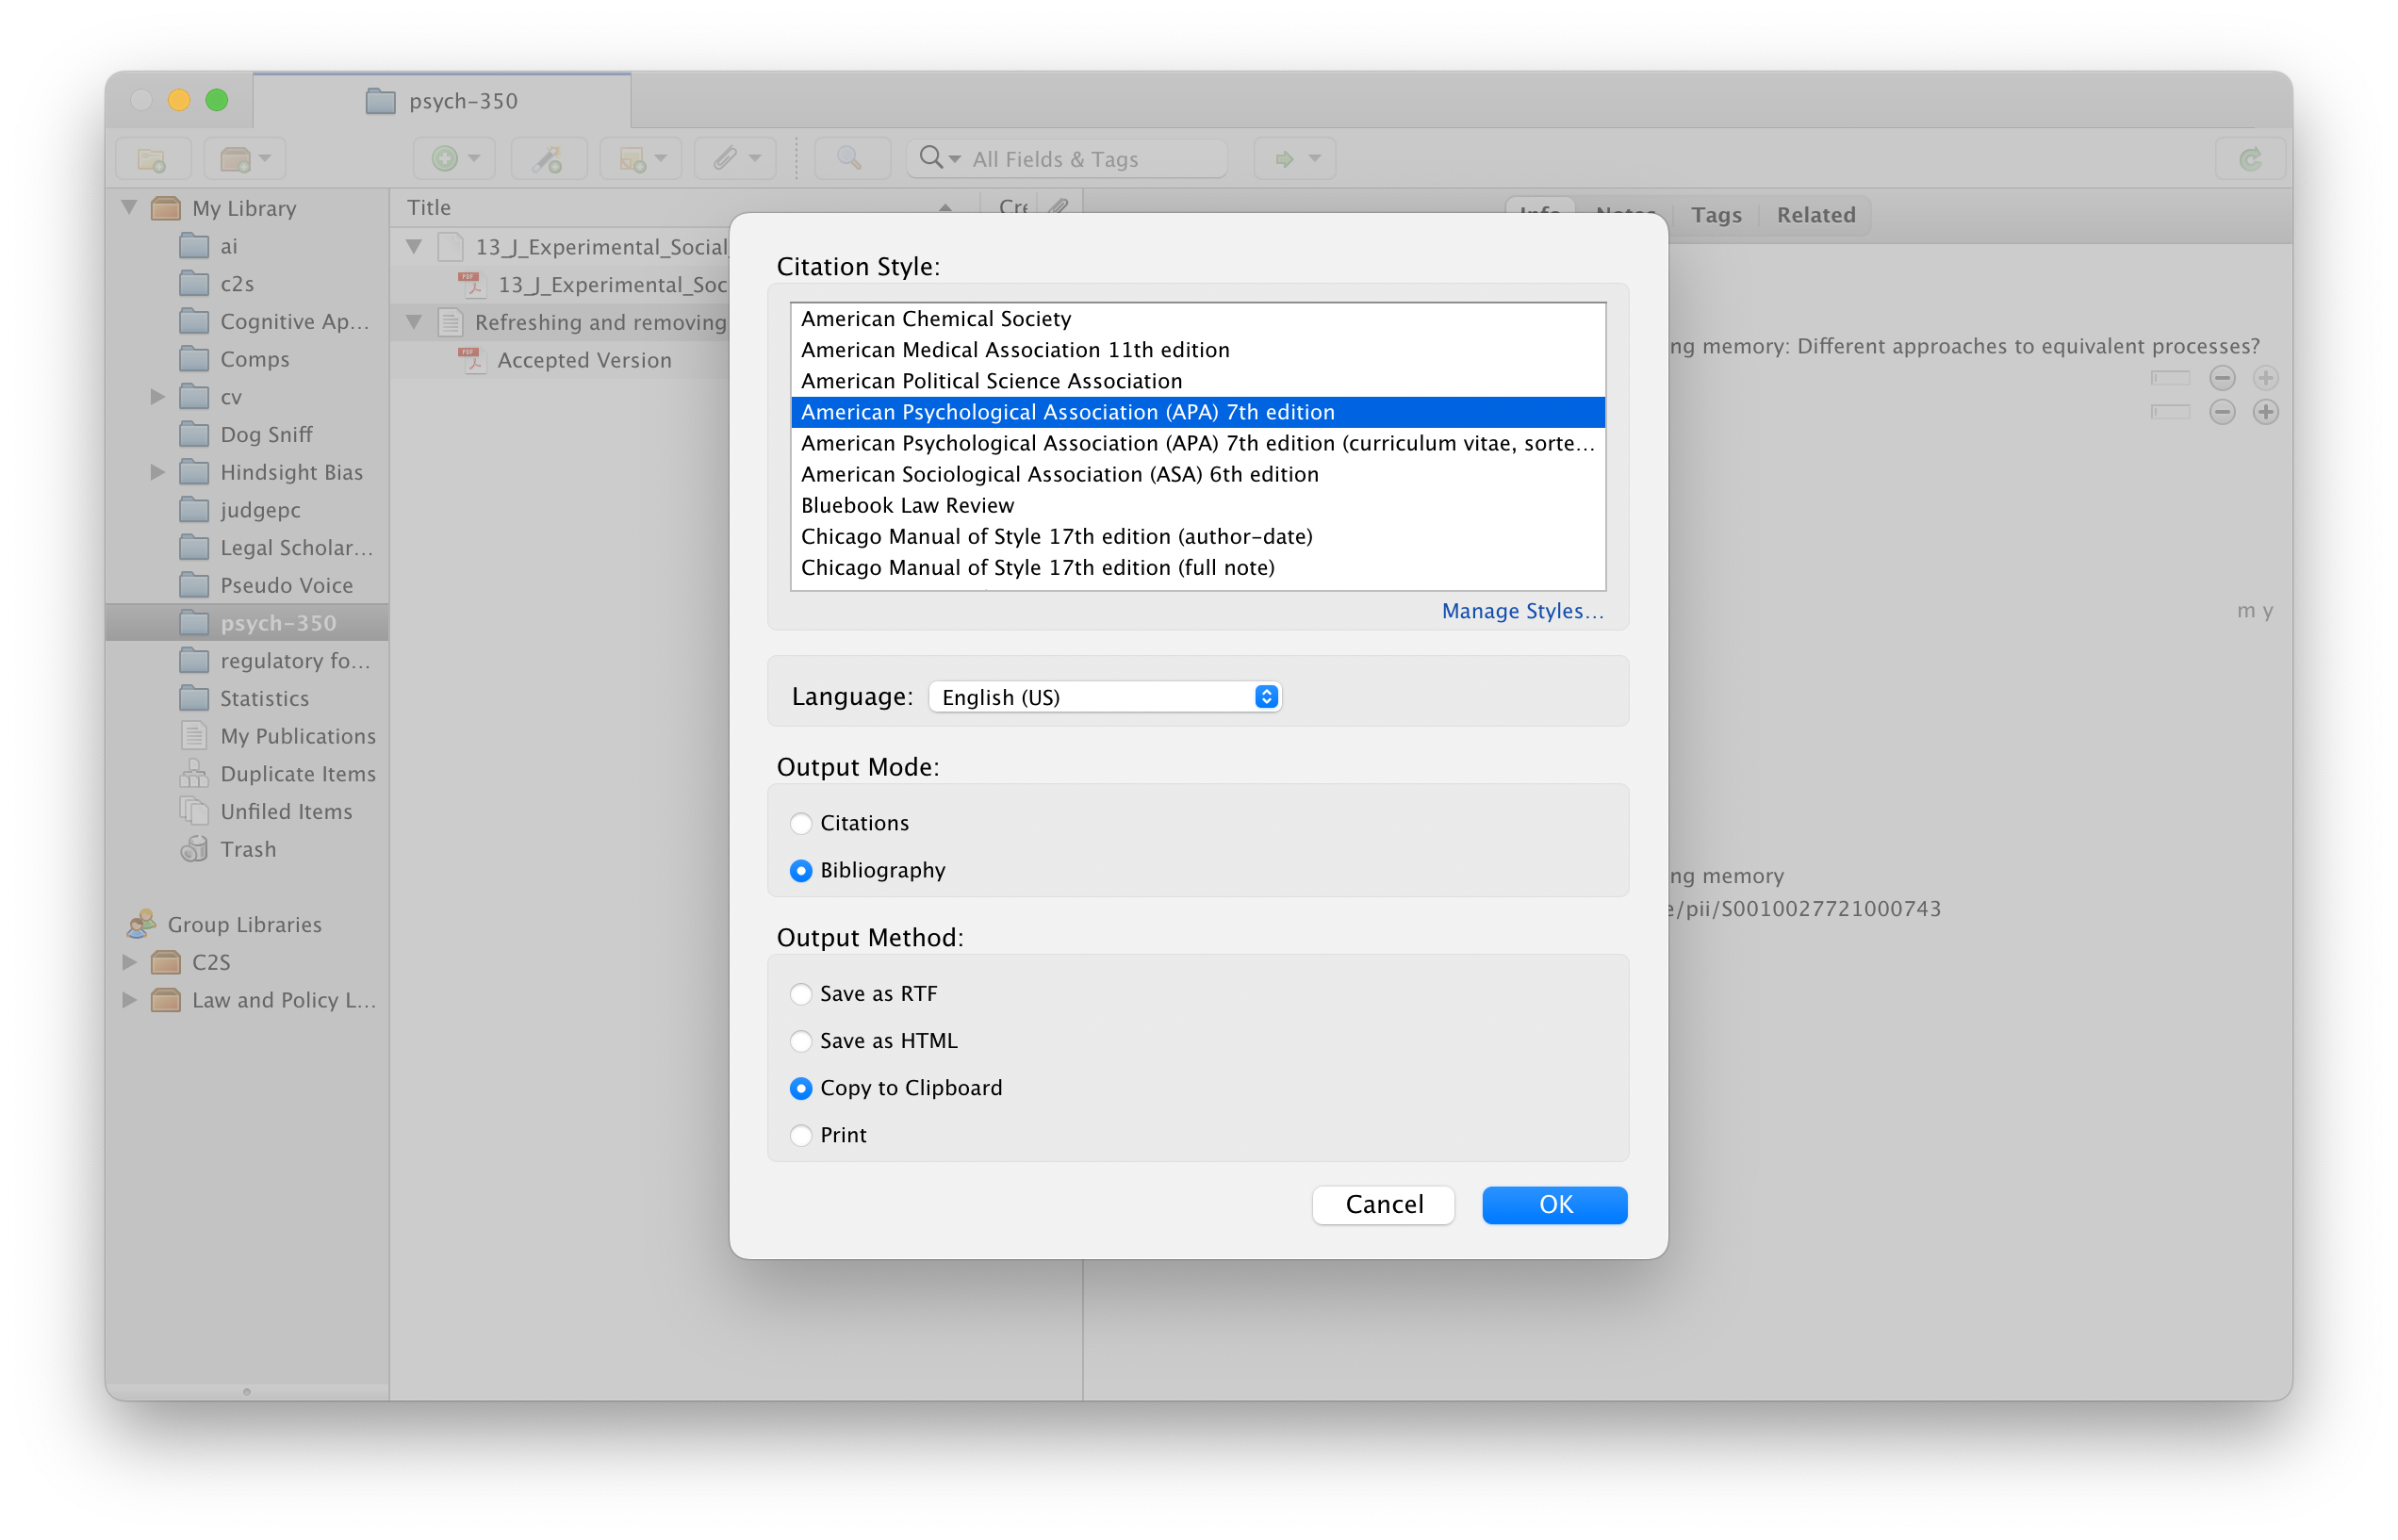 psych-350
All Fields & Tags
My Library
ai
c2s
Cognitive Ap...
Comps
cv
Dog Sniff
Hindsight Bias
judgepc
Legal Scholar...
Pseudo Voice
psych-350
regulatory fo...
Statistics
My Publications
Duplicate Items
Unfiled Items
Trash
Group Libraries
C2S
Law and Policy L...
Title
Cre
13_J_Experimental_Social_
PDF
13_J_Experimental_Soc
Refreshing and removing
PDF
Accepted Version
Info
Notes
Tags
Related
ng memory: Different approaches to equivalent processes?
m y
ng memory
e/pii/S0010027721000743
Citation Style:
American Chemical Society
American Medical Association 11th edition
American Political Science Association
American Psychological Association (APA) 7th edition
American Psychological Association (APA) 7th edition (curriculum vitae, sorte...
American Sociological Association (ASA) 6th edition
Bluebook Law Review
Chicago Manual of Style 17th edition (author-date)
Chicago Manual of Style 17th edition (full note)
Manage Styles...
Language:
English (US)
Output Mode:
Citations
Bibliography
Output Method:
Save as RTF
Save as HTML
Copy to Clipboard
Print
Cancel
OK